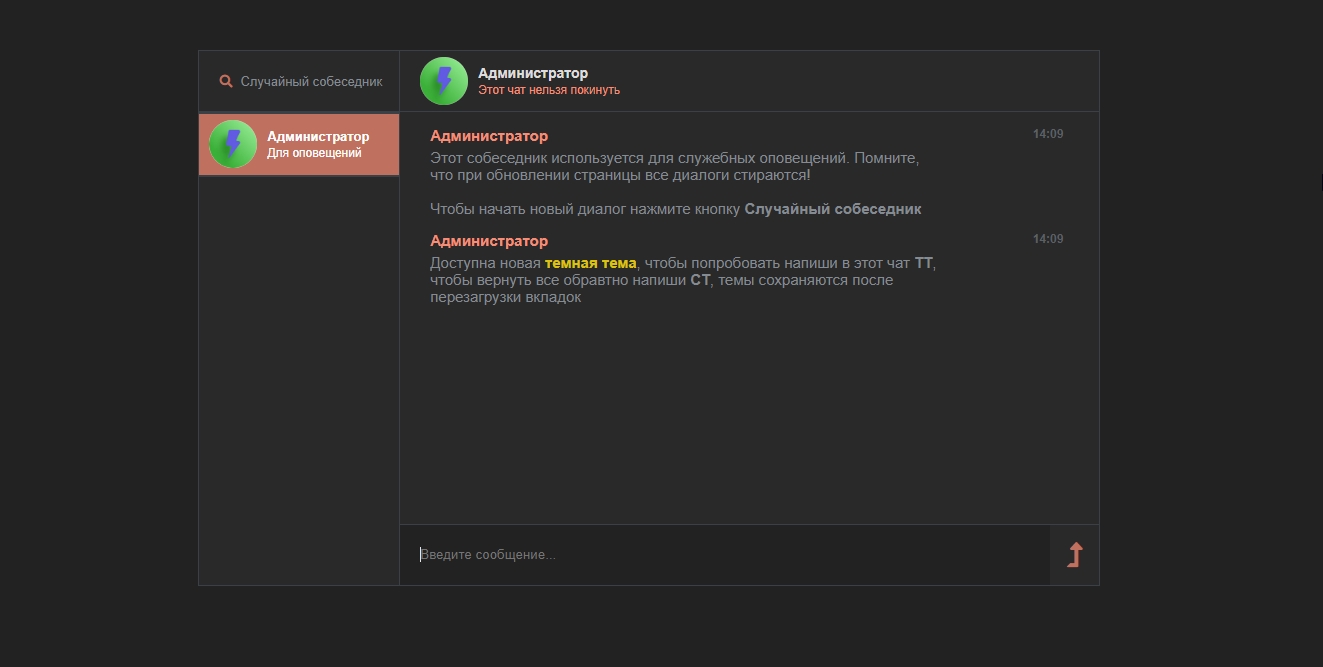 Случайный собеседник
Администратор
Этот чат нельзя покинуть
Администратор
Для оповещений
Администратор 14:09
Этот собеседник используется для служебных оповещений. Помните,
что при обновлении страницы все диалоги стираются!
Чтобы начать новый диалог нажмите кнопку Случайный собеседник
Администратор 14:09
Доступна новая темная тема, чтобы попробовать напиши в этот чат ТТ,
чтобы вернуть все обравтно напиши СТ, темы сохраняются после
перезагрузки вкладок
Введите сообщение...